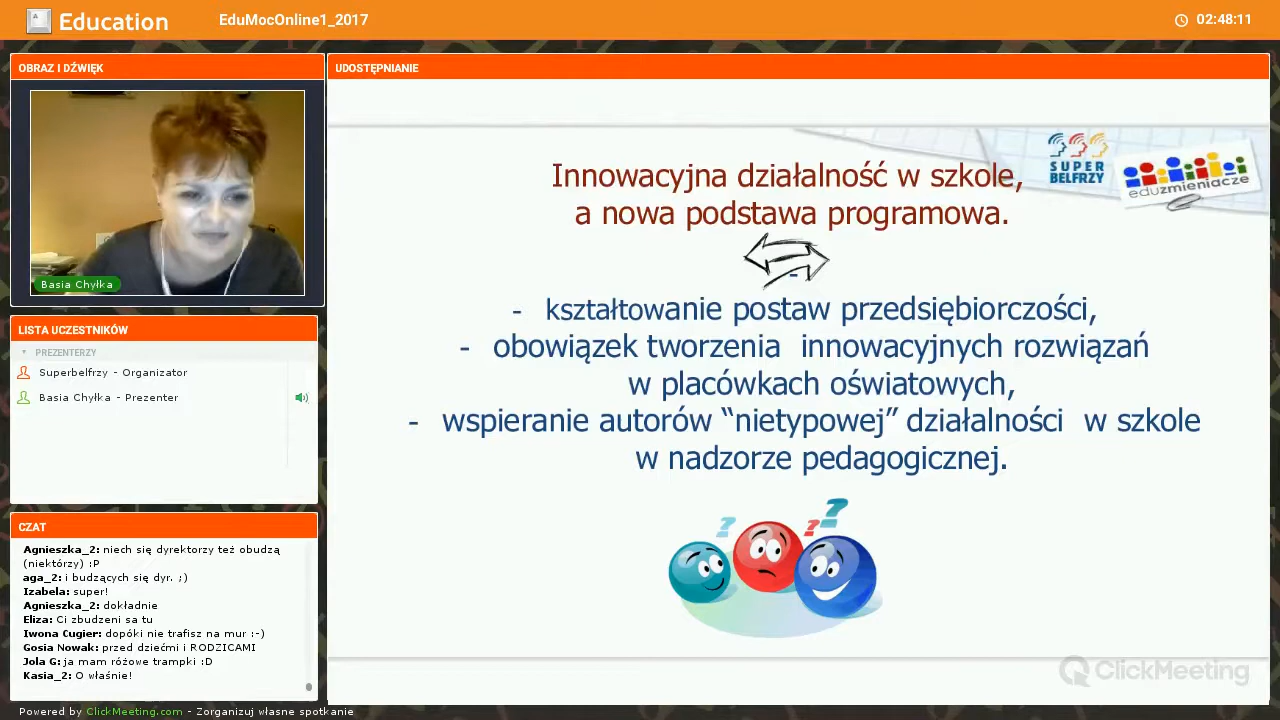 Education
EduMocOnline1_2017
02:48:11
OBRAZ I DŹWIĘK
Basia Chyłka
LISTA UCZESTNIKÓW
PREZENTERZY
Superbelfrzy - Organizator
Basia Chyłka - Prezenter
CZAT
Agnieszka_2: niech się dyrektorzy też obudzą
(niektórzy) :P
aga_2: i budzących się dyr. ;)
Izabela: super!
Agnieszka_2: dokładnie
Eliza: Ci zbudzeni sa tu
Iwona Cugier: dopóki nie trafisz na mur :-)
Gosia Nowak: przed dziećmi i RODZICAMI
Jola G: ja mam różowe trampki :D
Kasia_2: O właśnie!
Powered by ClickMeeting.com - Zorganizuj własne spotkanie
UDOSTĘPNIANIE
SUPER
BELFRZY
eduzmieniacze
Innowacyjna działalność w szkole,
a nowa podstawa programowa.
-
- kształtowanie postaw przedsiębiorczości,
- obowiązek tworzenia innowacyjnych rozwiązań
w placówkach oświatowych,
- wspieranie autorów “nietypowej” działalności w szkole
w nadzorze pedagogicznej.
? ? ?
ClickMeeting